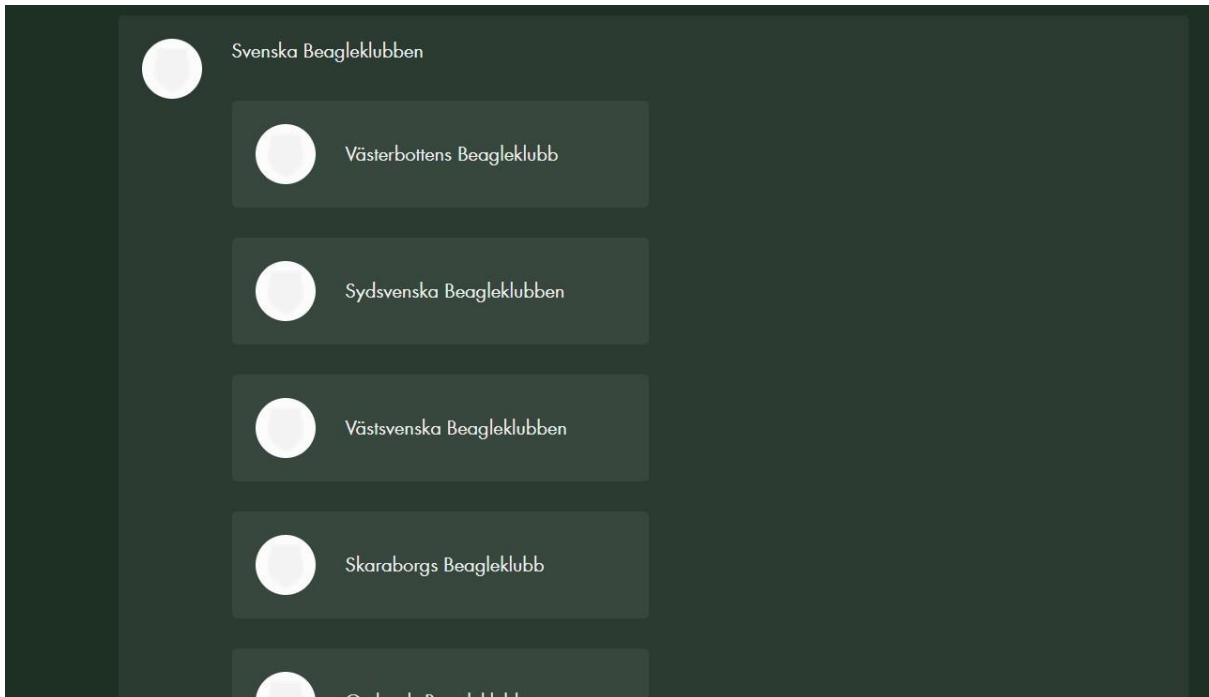 Svenska Beagleklubben
Västerbottens Beagleklubb
Sydsvenska Beagleklubben
Västsvenska Beagleklubben
Skaraborgs Beagleklubb